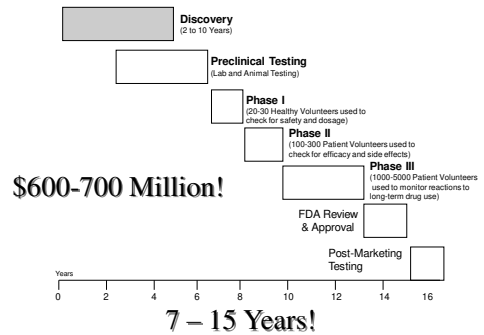 Discovery
(2 to 10 Years)
Preclinical Testing
(Lab and Animal Testing)
Phase I
(20-30 Healthy Volunteers used to
check for safety and dosage)
Phase II
(100-300 Patient Volunteers used to
check for efficacy and side effects)
Phase III
(1000-5000 Patient Volunteers
used to monitor reactions to
long-term drug use)
$600-700 Million!
FDA Review
& Approval
Post-Marketing
Testing
Years
0 2 4 6 8 10 12 14 16
7 – 15 Years!